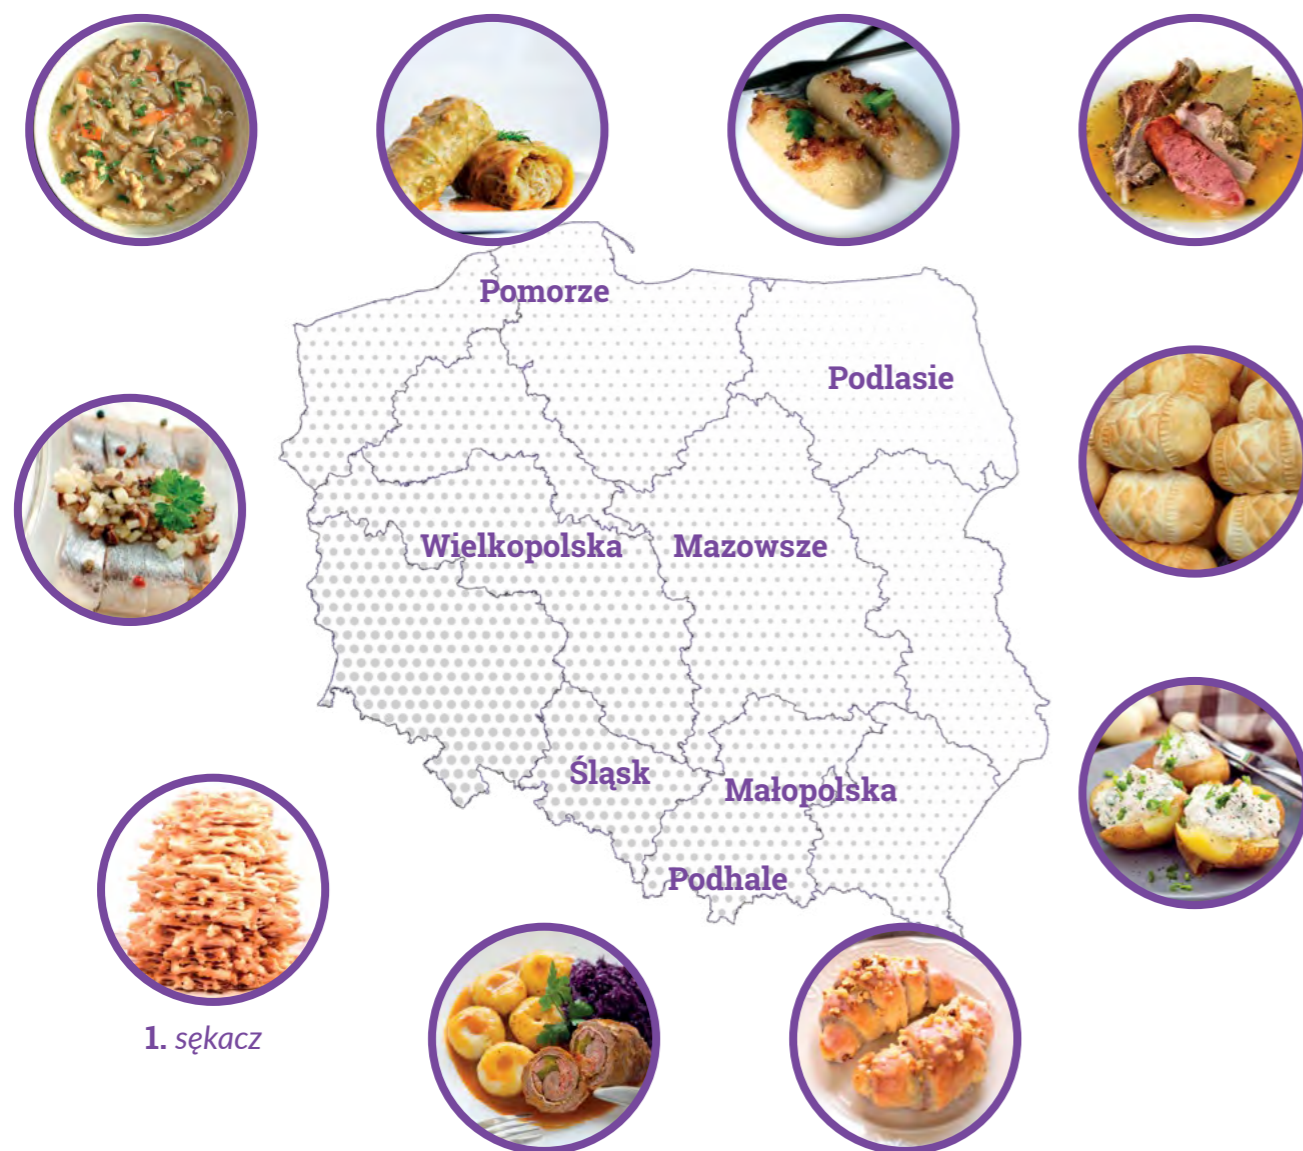 Pomorze
Podlasie
Wielkopolska
Mazowsze
Śląsk
Małopolska
Podhale
1. sękacz